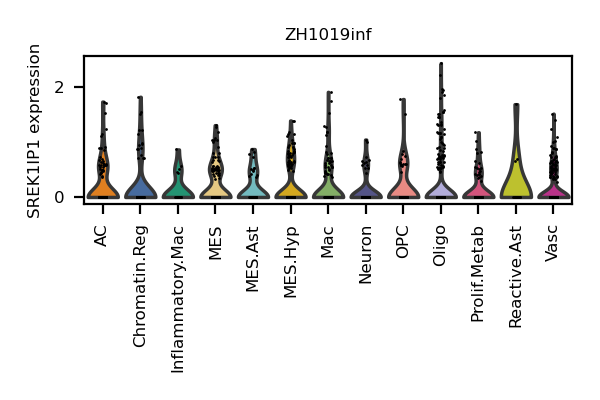 ZH1019inf
SREK1IP1 expression
2
0
AC
Chromatin.Reg
Inflammatory.Mac
MES
MES.Ast
MES.Hyp
Mac
Neuron
OPC
Oligo
Prolif.Metab
Reactive.Ast
Vasc